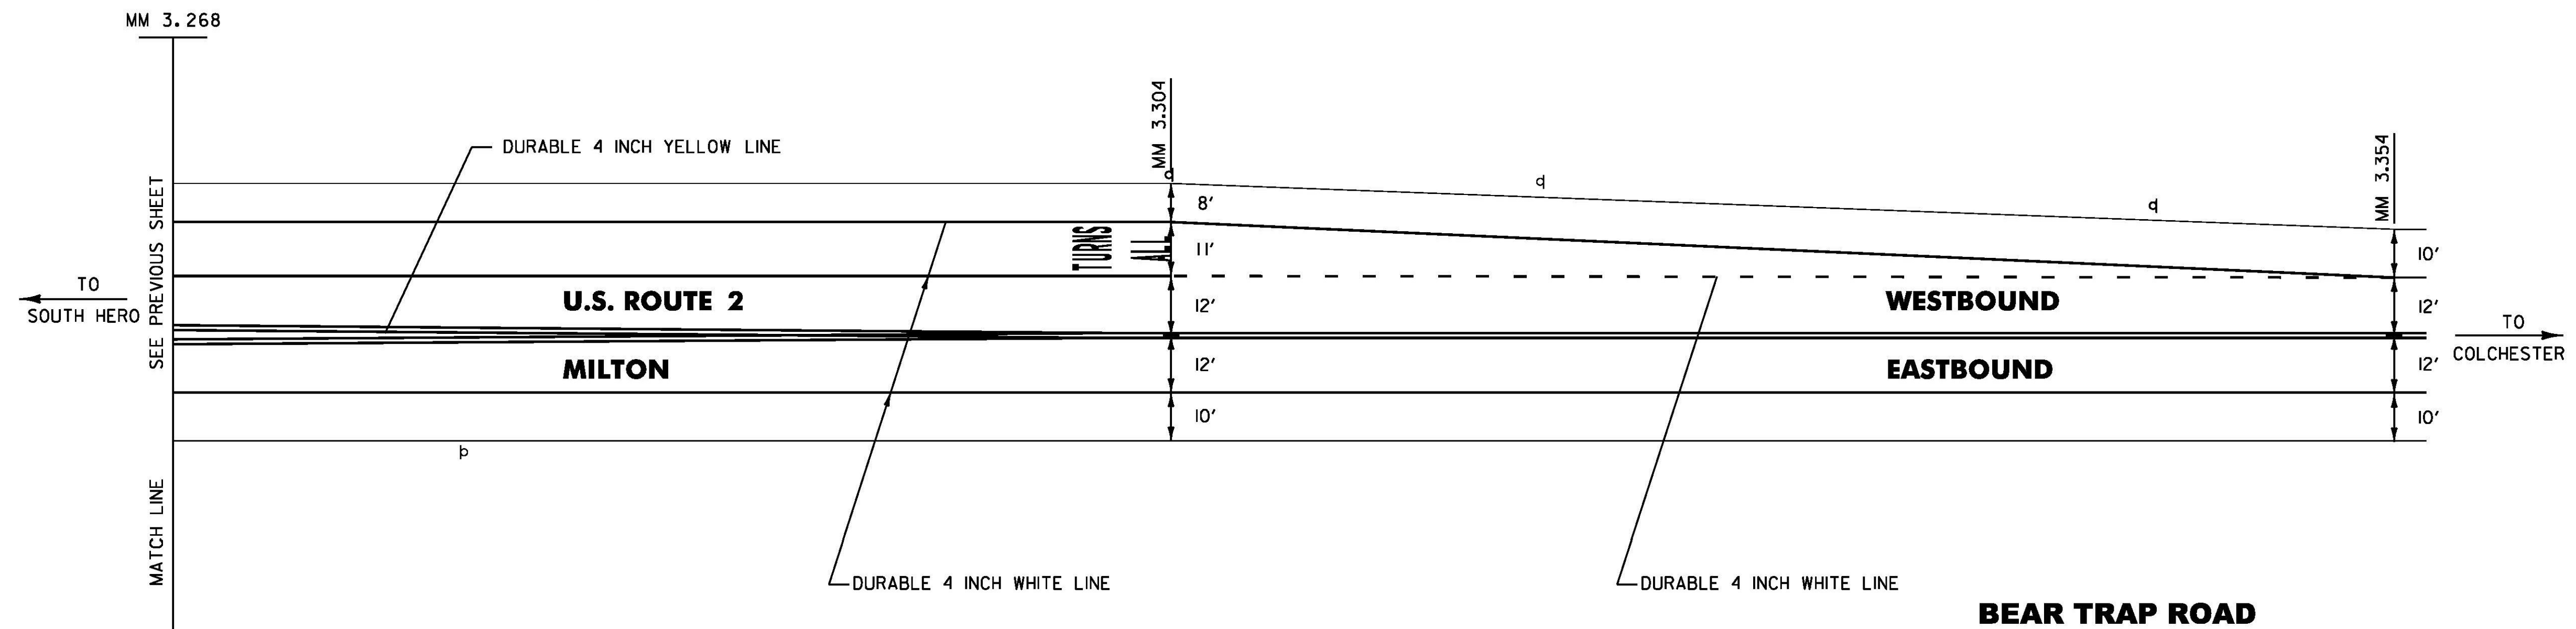 MM 3.268
MM 3.304
MM 3.354
DURABLE 4 INCH YELLOW LINE
SEE PREVIOUS SHEET
MATCH LINE
d
d
d
8'
11'
12'
12'
10'
10'
12'
12'
10'
TURNS
ALL
TO
SOUTH HERO
U.S. ROUTE 2
WESTBOUND
MILTON
EASTBOUND
TO
COLCHESTER
p
DURABLE 4 INCH WHITE LINE
DURABLE 4 INCH WHITE LINE
BEAR TRAP ROAD